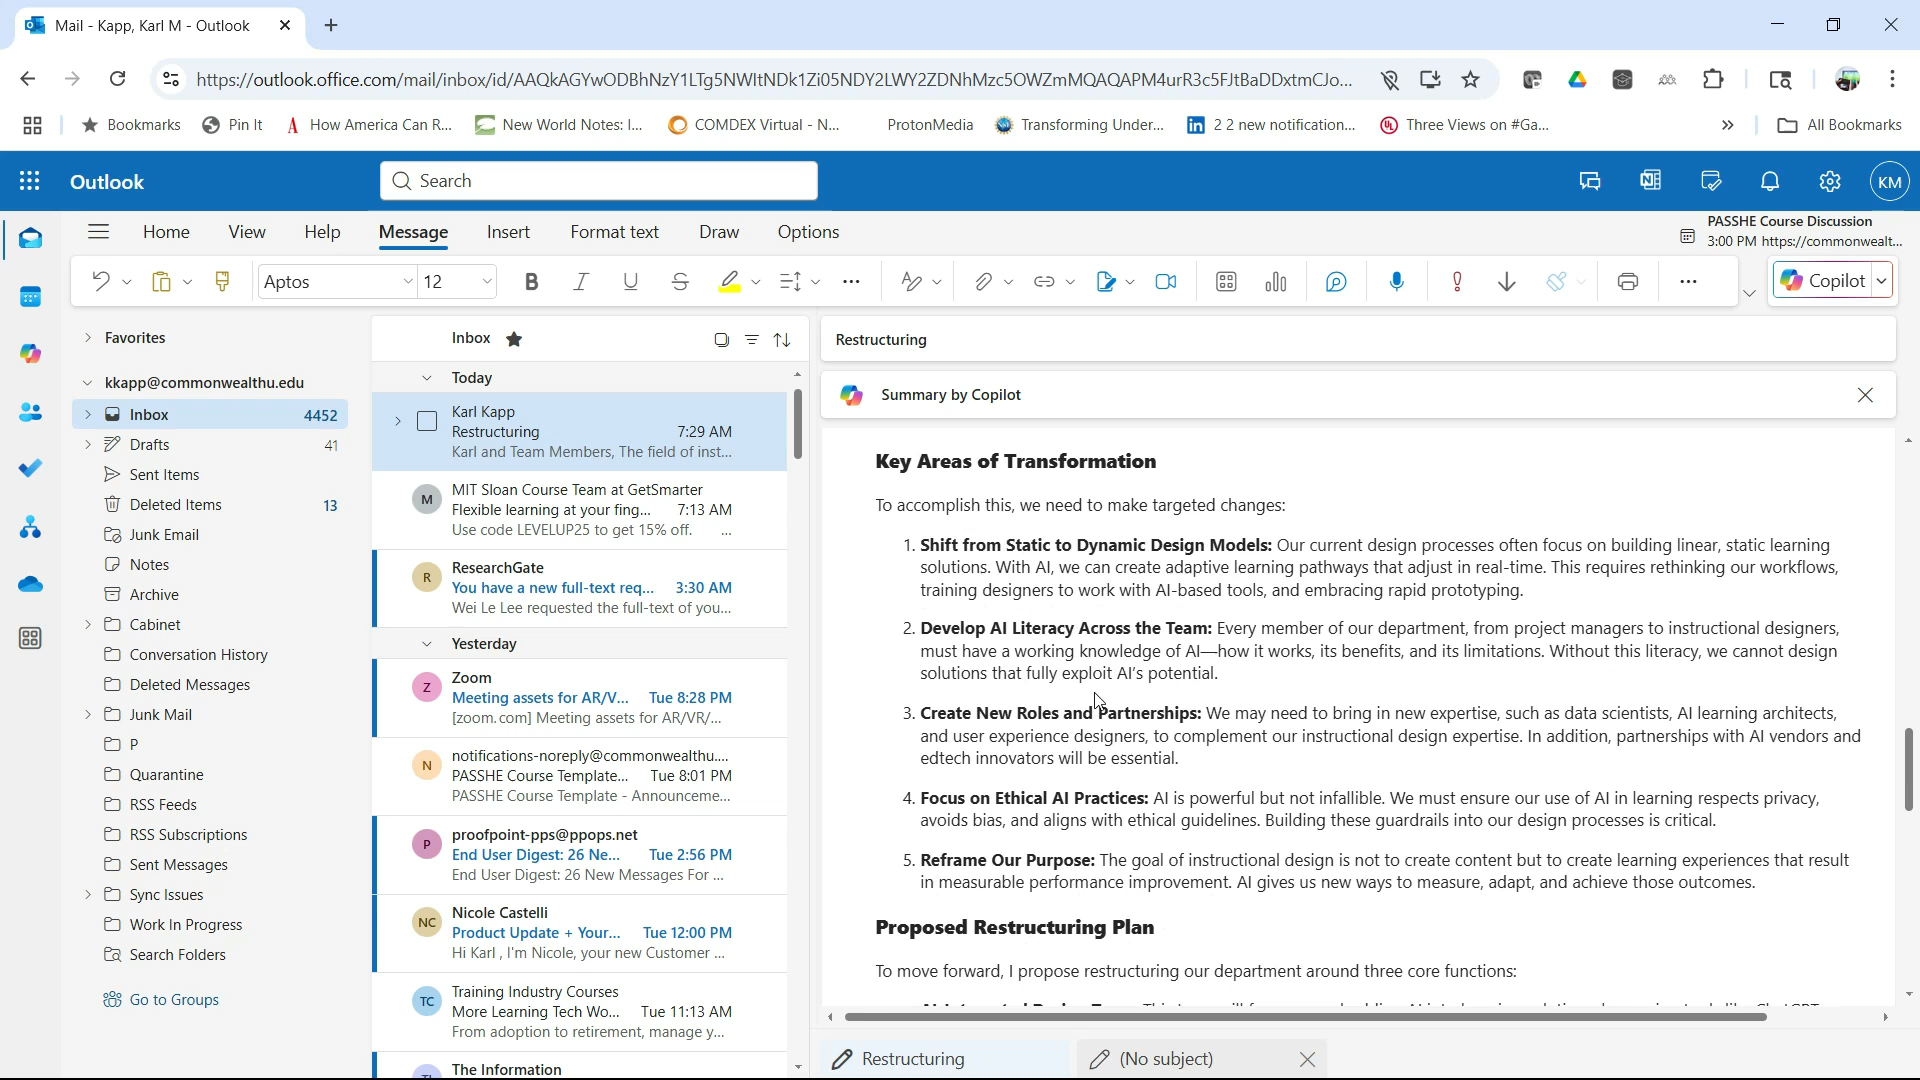 Mail - Kapp, Karl M - Outlook
https://outlook.office.com/mail/inbox/id/AAQkAGYwODBhNzY1LTg5NWItNDk1Zi05NDY2LWY2ZDNhMzc5OWZmMQAQAPM4urR3c5FJtBaDDxtmCJo...
Bookmarks Pin It How America Can R... New World Notes: I... COMDEX Virtual - N... ProtonMedia Transforming Under... 2 2 new notification... Three Views on #Ga... » All Bookmarks
Outlook Search KM
Home View Help Message Insert Format text Draw Options
PASSHE Course Discussion
3:00 PM https://commonwealt...
Aptos 12 Copilot
Favorites
kkapp@commonwealthu.edu
Inbox 4452
Drafts 41
Sent Items
Deleted Items 13
Junk Email
Notes
Archive
Cabinet
Conversation History
Deleted Messages
Junk Mail
P
Quarantine
RSS Feeds
RSS Subscriptions
Sent Messages
Sync Issues
Work In Progress
Search Folders
Go to Groups
Inbox
Today
Karl Kapp
Restructuring 7:29 AM
Karl and Team Members, The field of inst...
M
MIT Sloan Course Team at GetSmarter
Flexible learning at your fing... 7:13 AM
Use code LEVELUP25 to get 15% off. ...
R
ResearchGate
You have a new full-text req... 3:30 AM
Wei Le Lee requested the full-text of you...
Yesterday
Z
Zoom
Meeting assets for AR/V... Tue 8:28 PM
[zoom.com] Meeting assets for AR/VR/...
N
notifications-noreply@commonwealthu....
PASSHE Course Template... Tue 8:01 PM
PASSHE Course Template - Announceme...
P
proofpoint-pps@ppops.net
End User Digest: 26 Ne... Tue 2:56 PM
End User Digest: 26 New Messages For ...
NC
Nicole Castelli
Product Update + Your... Tue 12:00 PM
Hi Karl , I'm Nicole, your new Customer ...
TC
Training Industry Courses
More Learning Tech Wo... Tue 11:13 AM
From adoption to retirement, manage y...
The Information
Restructuring
Summary by Copilot
Key Areas of Transformation
To accomplish this, we need to make targeted changes:
1. Shift from Static to Dynamic Design Models: Our current design processes often focus on building linear, static learning
solutions. With AI, we can create adaptive learning pathways that adjust in real-time. This requires rethinking our workflows,
training designers to work with AI-based tools, and embracing rapid prototyping.
2. Develop AI Literacy Across the Team: Every member of our department, from project managers to instructional designers,
must have a working knowledge of AI—how it works, its benefits, and its limitations. Without this literacy, we cannot design
solutions that fully exploit AI's potential.
3. Create New Roles and Partnerships: We may need to bring in new expertise, such as data scientists, AI learning architects,
and user experience designers, to complement our instructional design expertise. In addition, partnerships with AI vendors and
edtech innovators will be essential.
4. Focus on Ethical AI Practices: AI is powerful but not infallible. We must ensure our use of AI in learning respects privacy,
avoids bias, and aligns with ethical guidelines. Building these guardrails into our design processes is critical.
5. Reframe Our Purpose: The goal of instructional design is not to create content but to create learning experiences that result
in measurable performance improvement. AI gives us new ways to measure, adapt, and achieve those outcomes.
Proposed Restructuring Plan
To move forward, I propose restructuring our department around three core functions:
Restructuring (No subject)